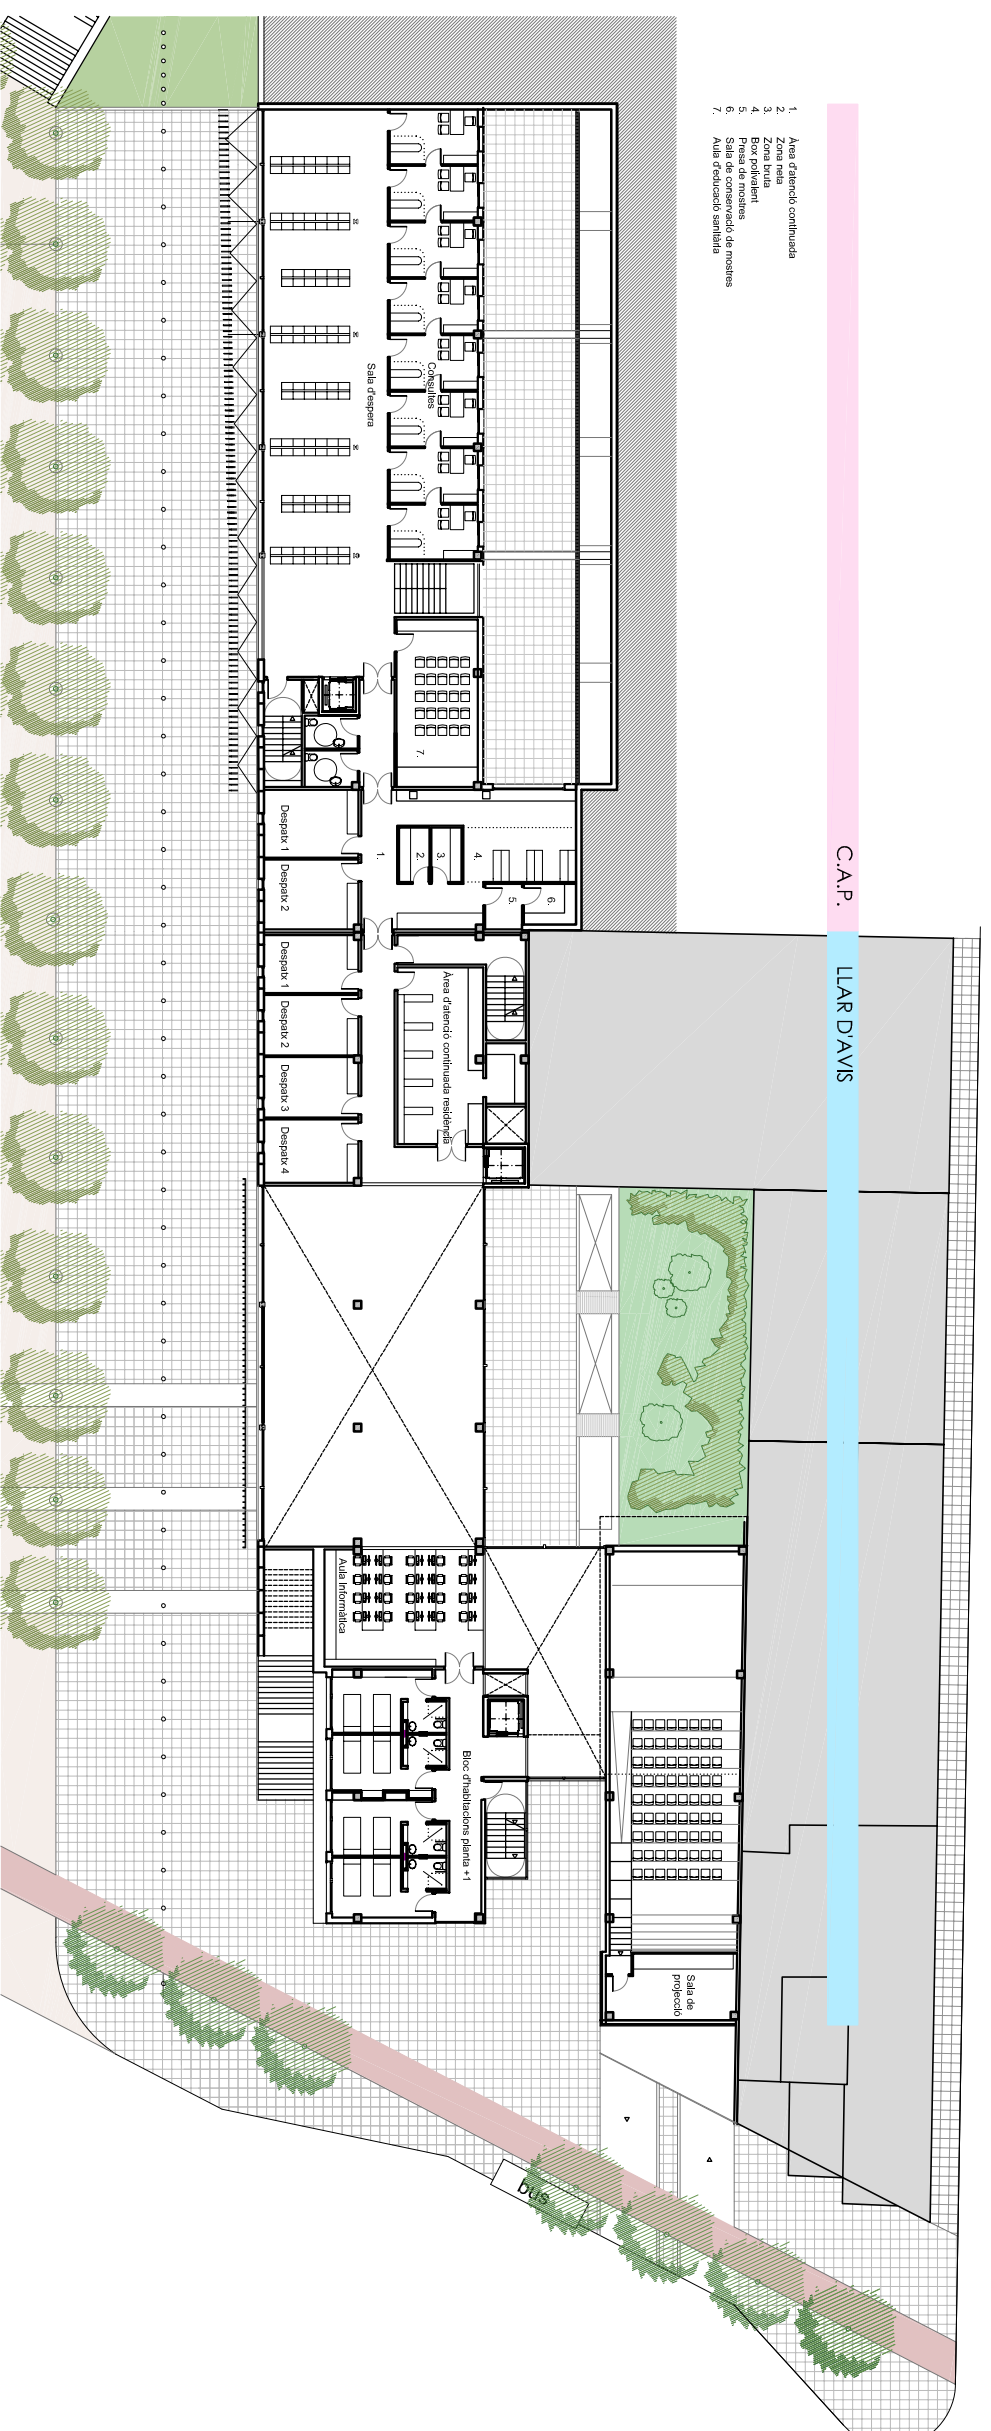 C.A.P.
LLAR D'AVIS
1. Àrea d'atenció continuada
2. Zona neta
3. Zona bruta
4. Box polivalent
5. Presa de mostres
6. Sala de conservació de mostres
7. Aula d'educació sanitària
Consultes
Sala d'espera
7.
1.
2.
3.
4.
5.
6.
Despatx 1
Despatx 2
Despatx 1
Despatx 2
Despatx 3
Despatx 4
Àrea d'atenció continuada residència
Aula Informàtica
Bloc d'habitacions planta +1
Sala de
projecció
bus